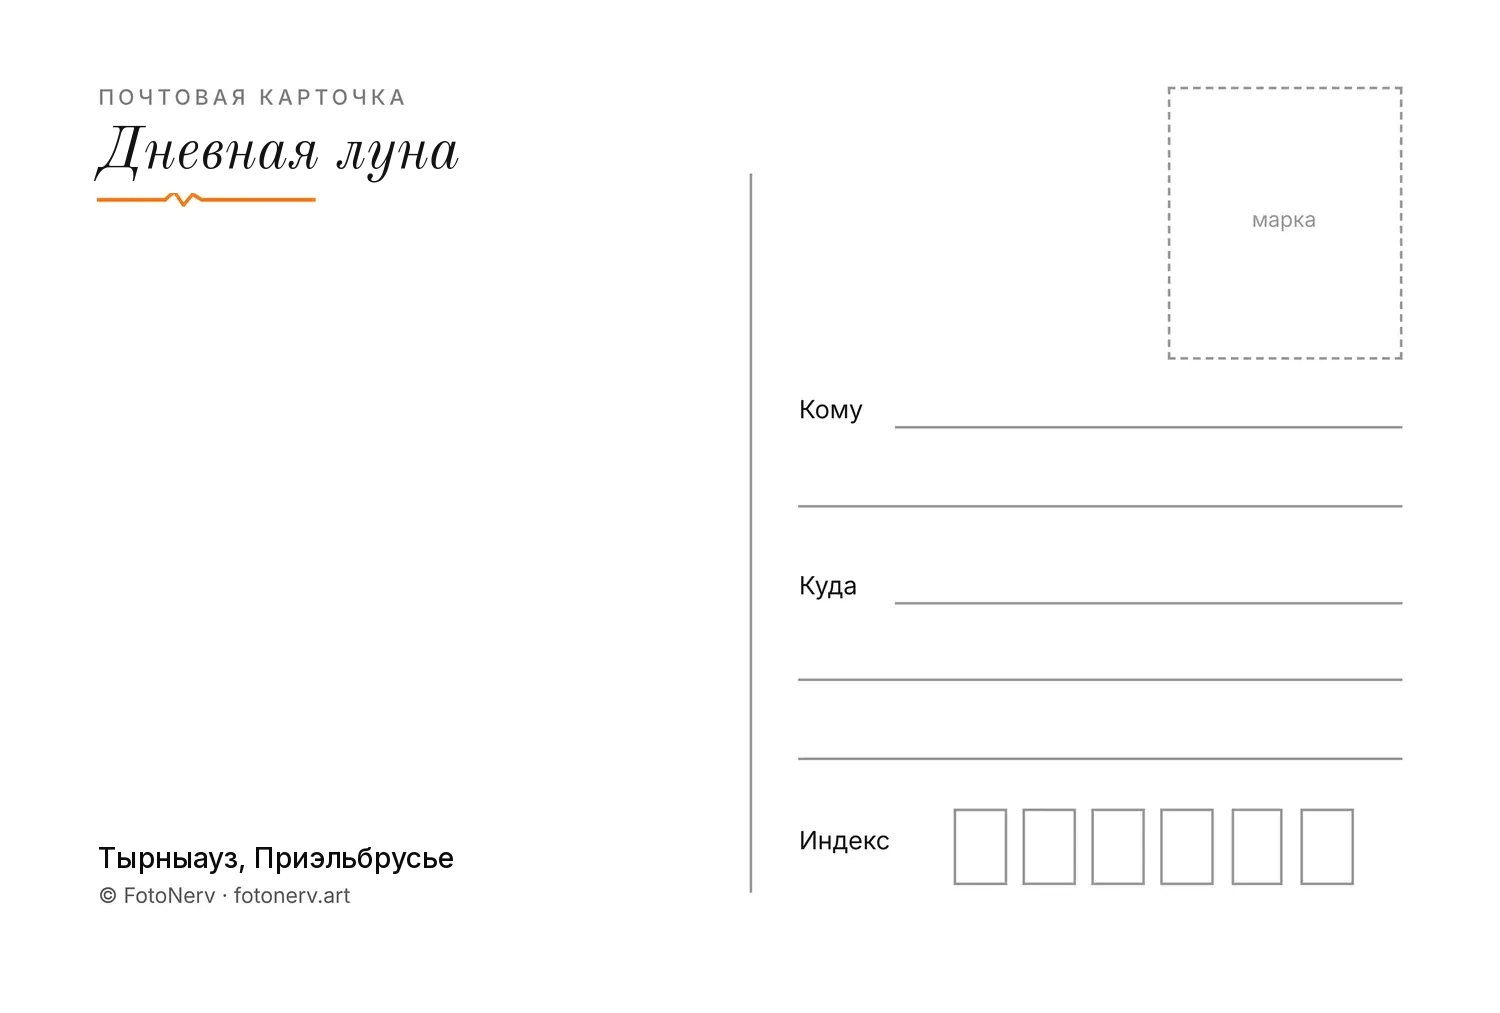 ПОЧТОВАЯ КАРТОЧКА
Дневная луна
марка
Кому
Куда
Индекс
Тырныауз, Приэльбрусье
© FotoNerv · fotonerv.art